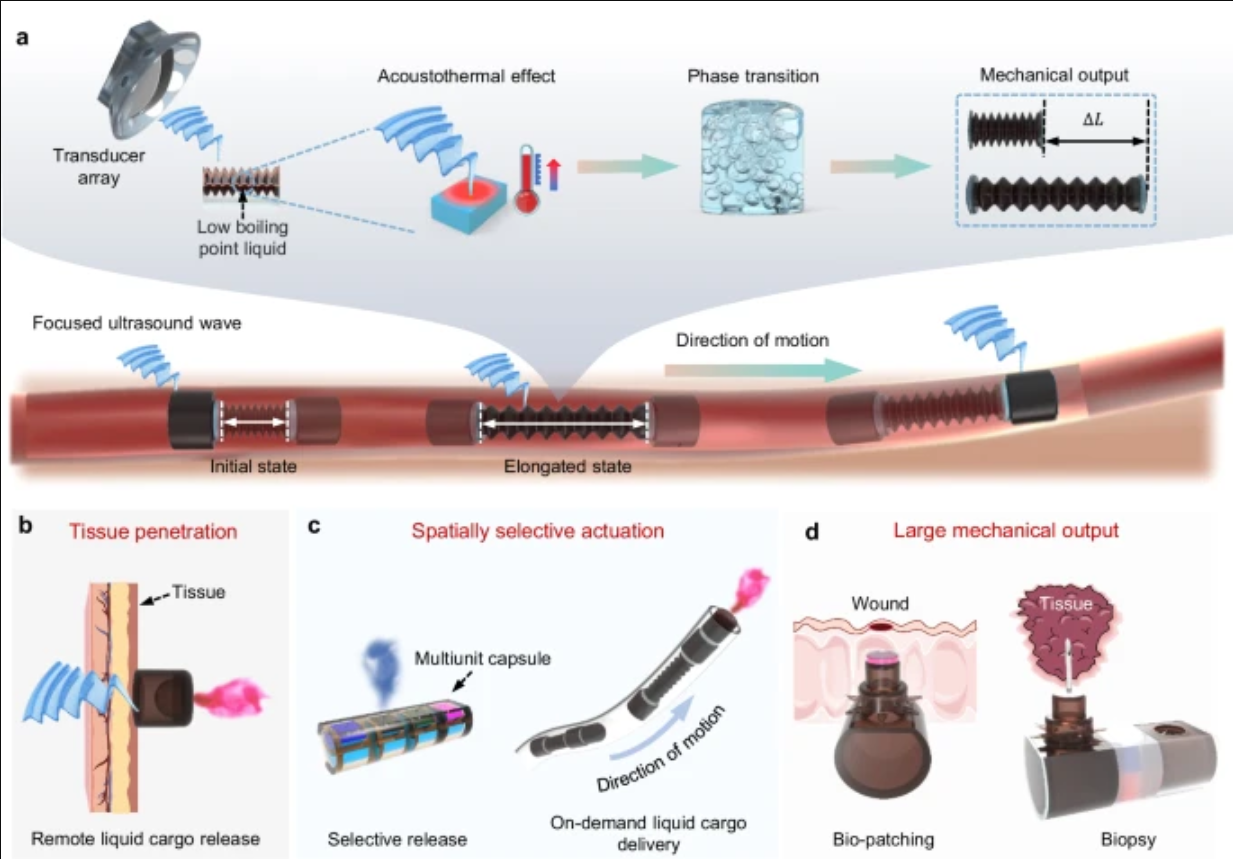 a
Acoustothermal effect
Phase transition
Mechanical output
ΔL
Transducer
array
Low boiling
point liquid
Focused ultrasound wave
Direction of motion
Initial state
Elongated state
b
Tissue penetration
Tissue
Remote liquid cargo release
c
Spatially selective actuation
Multiunit capsule
Direction of motion
Selective release
On-demand liquid cargo
delivery
d
Large mechanical output
Wound
Tissue
Bio-patching
Biopsy